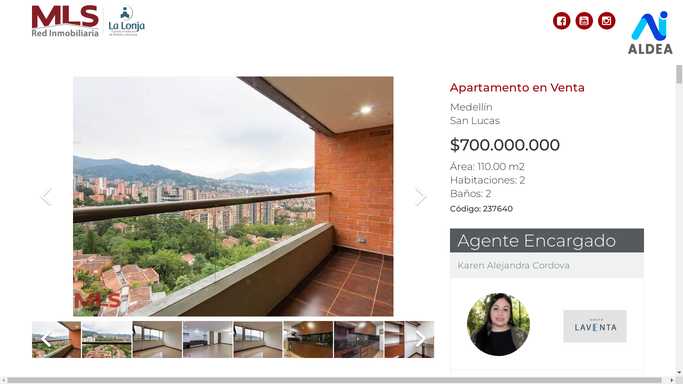 MLS
Red Inmobiliaria
La Lonja
ALDEA
Apartamento en Venta
Medellín
San Lucas
$700.000.000
Área: 110.00 m2
Habitaciones: 2
Baños: 2
Código: 237640
MLS
Agente Encargado
Karen Alejandra Cordova
LAVENTA